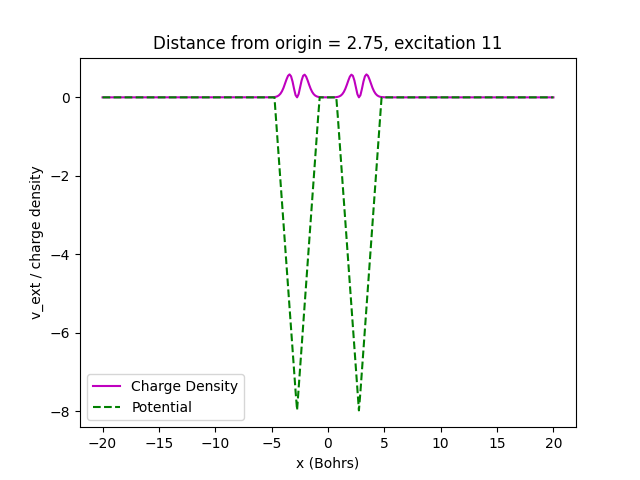 Distance from origin = 2.75, excitation 11
v_ext / charge density
0
−2
−4
−6
−8
Charge Density
Potential
−20 −15 −10 −5 0 5 10 15 20
x (Bohrs)